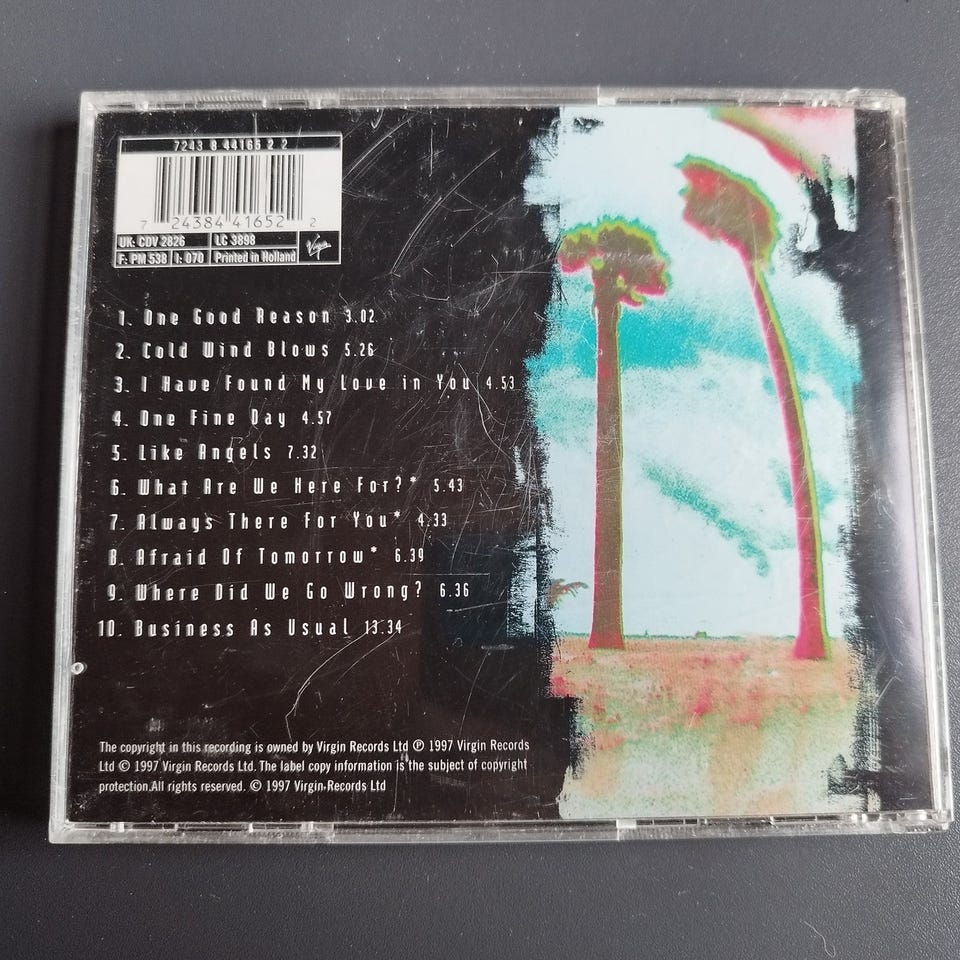 7243 8 44165 2 2
7 24384 41652 2
UK: CDV 2826 LC 3898
F: PM 538 I: 070 Printed in Holland Virgin
1. One Good Reason 3.02
2. Cold Wind Blows 5.26
3. I Have Found My Love in You 4.53
4. One Fine Day 4.57
5. Like Angels 7.32
6. What Are We Here For?* 5.43
7. Always There For You* 4.33
8. Afraid Of Tomorrow* 6.39
9. Where Did We Go Wrong? 6.36
10. Business As Usual 13.34
The copyright in this recording is owned by Virgin Records Ltd ℗ 1997 Virgin Records
Ltd © 1997 Virgin Records Ltd. The label copy information is the subject of copyright
protection.All rights reserved. © 1997 Virgin Records Ltd